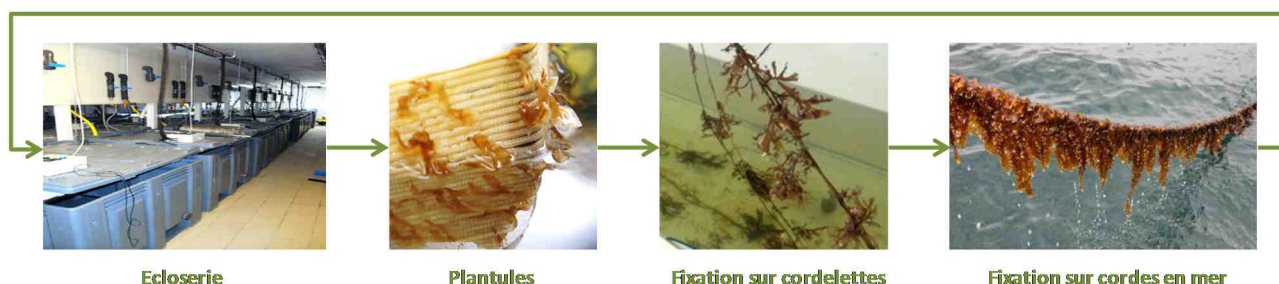 Ecloserie
Plantules
Fixation sur cordelettes
Fixation sur cordes en mer